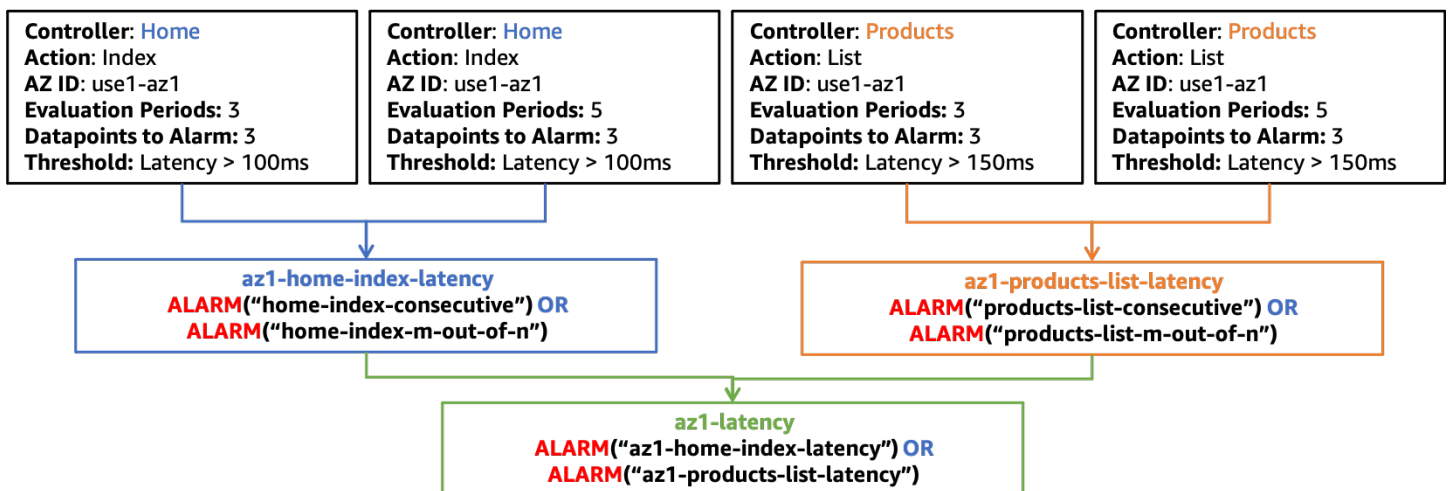 Controller: Home
Action: Index
AZ ID: use1-az1
Evaluation Periods: 3
Datapoints to Alarm: 3
Threshold: Latency > 100ms
Controller: Home
Action: Index
AZ ID: use1-az1
Evaluation Periods: 5
Datapoints to Alarm: 3
Threshold: Latency > 100ms
Controller: Products
Action: List
AZ ID: use1-az1
Evaluation Periods: 3
Datapoints to Alarm: 3
Threshold: Latency > 150ms
Controller: Products
Action: List
AZ ID: use1-az1
Evaluation Periods: 5
Datapoints to Alarm: 3
Threshold: Latency > 150ms
az1-home-index-latency
ALARM(“home-index-consecutive”) OR
ALARM(“home-index-m-out-of-n”)
az1-products-list-latency
ALARM(“products-list-consecutive”) OR
ALARM(“products-list-m-out-of-n”)
az1-latency
ALARM(“az1-home-index-latency”) OR
ALARM(“az1-products-list-latency”)